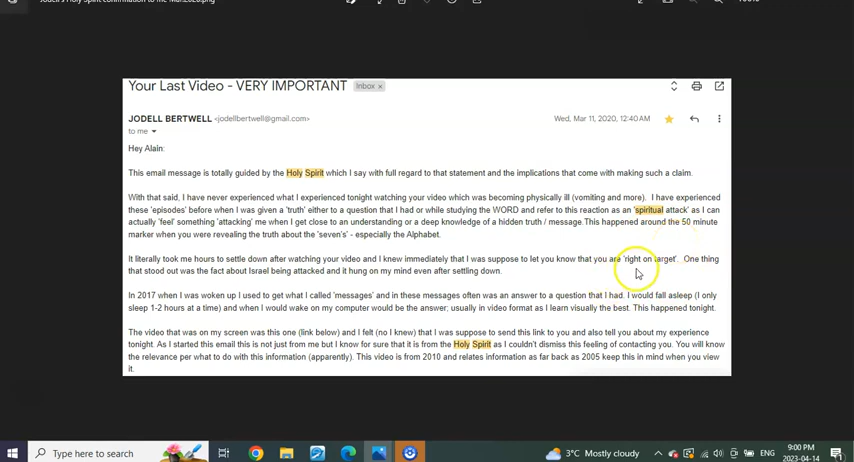 Your Last Video - VERY IMPORTANT Inbox x
JODELL BERTWELL <jodellbertwell@gmail.com> Wed, Mar 11, 2020, 12:40 AM
to me
Hey Alain:
This email message is totally guided by the Holy Spirit which I say with full regard to that statement and the implications that come with making such a claim.
With that said, I have never experienced what I experienced tonight watching your video which was becoming physically ill (vomiting and more). I have experienced
these 'episodes' before when I was given a 'truth' either to a question that I had or while studying the WORD and refer to this reaction as an 'spiritual attack' as I can
actually 'feel' something 'attacking' me when I get close to an understanding or a deep knowledge of a hidden truth / message.This happened around the 50 minute
marker when you were revealing the truth about the 'seven's' - especially the Alphabet.
It literally took me hours to settle down after watching your video and I knew immediately that I was suppose to let you know that you are 'right on target'. One thing
that stood out was the fact about Israel being attacked and it hung on my mind even after settling down.
In 2017 when I was woken up I used to get what I called 'messages' and in these messages often was an answer to a question that I had. I would fall asleep (I only
sleep 1-2 hours at a time) and when I would wake on my computer would be the answer; usually in video format as I learn visually the best. This happened tonight.
The video that was on my screen was this one (link below) and I felt (no I knew) that I was suppose to send this link to you and also tell you about my experience
tonight. As I started this email this is not just from me but I know for sure that it is from the Holy Spirit as I couldn't dismiss this feeling of contacting you. You will know
the relevance per what to do with this information (apparently). This video is from 2010 and relates information as far back as 2005 keep this in mind when you view
it.
Type here to search 3°C Mostly cloudy ENG 9:00 PM
2023-04-14